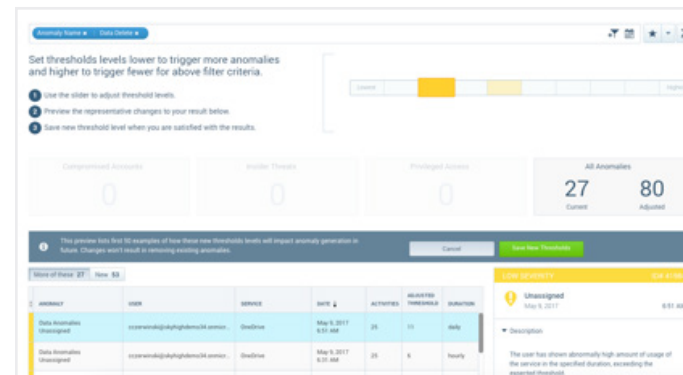 Anomaly Name Data Delete
Set thresholds levels lower to trigger more anomalies
and higher to trigger fewer for above filter criteria.
1 Use the slider to adjust threshold levels.
2 Preview the representative changes to your result below.
3 Save new threshold level when you are satisfied with the results.
Lowest
Compromised Accounts
0
Insider Threats
0
Privileged Access
0
All Anomalies
27 80
Current Adjusted
This preview lists first 50 examples of how these new thresholds levels will impact anomaly generation in
future. Changes won't result in removing existing anomalies.
Cancel
Save New Thresholds
More of these 27 New 53
ANOMALY USER SERVICE DATE ACTIVITIES ADJUSTED THRESHOLD DURATION
Data Anomalies
Unassigned
OneDrive
May 9, 2017
6:51 AM
25 11 daily
Data Anomalies
Unassigned
OneDrive
May 9, 2017
6:31 AM
25 6 hourly
LOW SEVERITY
Unassigned
May 9, 2017
6:51 AM
Description
The user has shown abnormally high amount of usage of
the service in the specified duration, exceeding the
expected threshold.